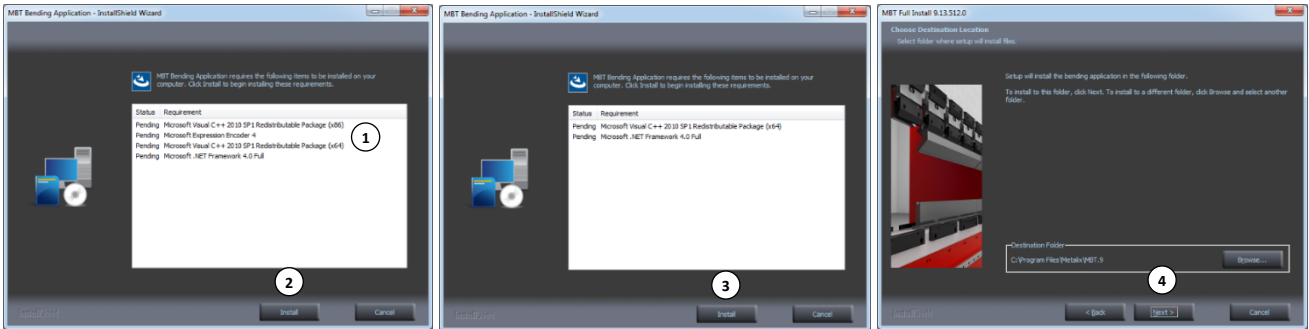 MBT Bending Application - InstallShield Wizard
MBT Bending Application requires the following items to be installed on your
computer. Click Install to begin installing these requirements.
Status Requirement
Pending Microsoft Visual C++ 2010 SP1 Redistributable Package (x86)
Pending Microsoft Expression Encoder 4
Pending Microsoft Visual C++ 2010 SP1 Redistributable Package (x64)
Pending Microsoft .NET Framework 4.0 Full
1
2
InstallShield
Install
Cancel
MBT Bending Application - InstallShield Wizard
MBT Bending Application requires the following items to be installed on your
computer. Click Install to begin installing these requirements.
Status Requirement
Pending Microsoft Visual C++ 2010 SP1 Redistributable Package (x64)
Pending Microsoft .NET Framework 4.0 Full
3
InstallShield
Install
Cancel
MBT Full Install 9.13.512.0
Choose Destination Location
Select folder where setup will install files.
Setup will install the bending application in the following folder.
To install to this folder, click Next. To install to a different folder, click Browse and select another
folder.
Destination Folder
C:\Program Files\Metalix\MBT.9
Browse...
4
InstallShield
< Back
Next >
Cancel